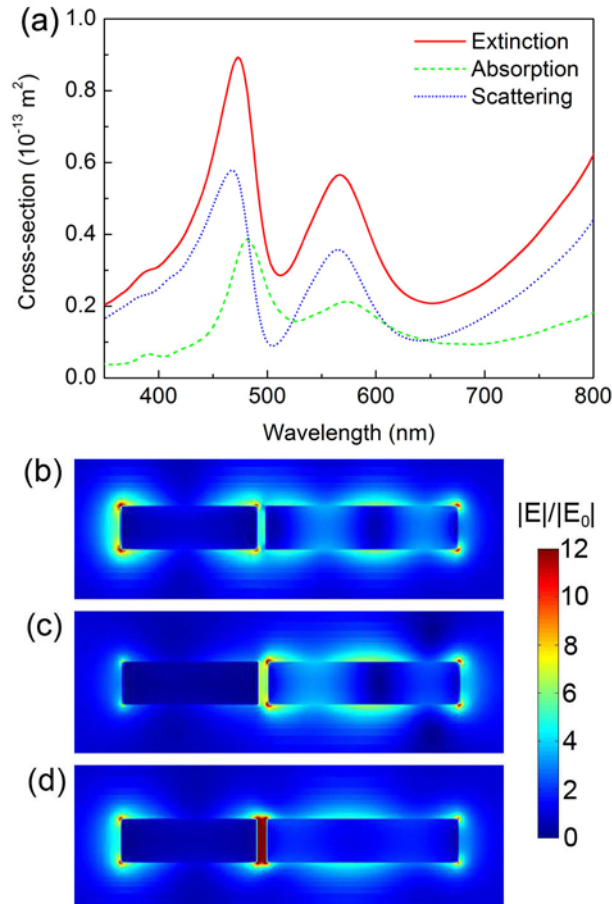 (a)
Extinction
Absorption
Scattering
Cross-section (10⁻¹³ m²)
1.0
0.8
0.6
0.4
0.2
0.0
400 500 600 700 800
Wavelength (nm)
(b)
|E|/|E₀|
12
10
8
6
4
2
0
(c)
(d)